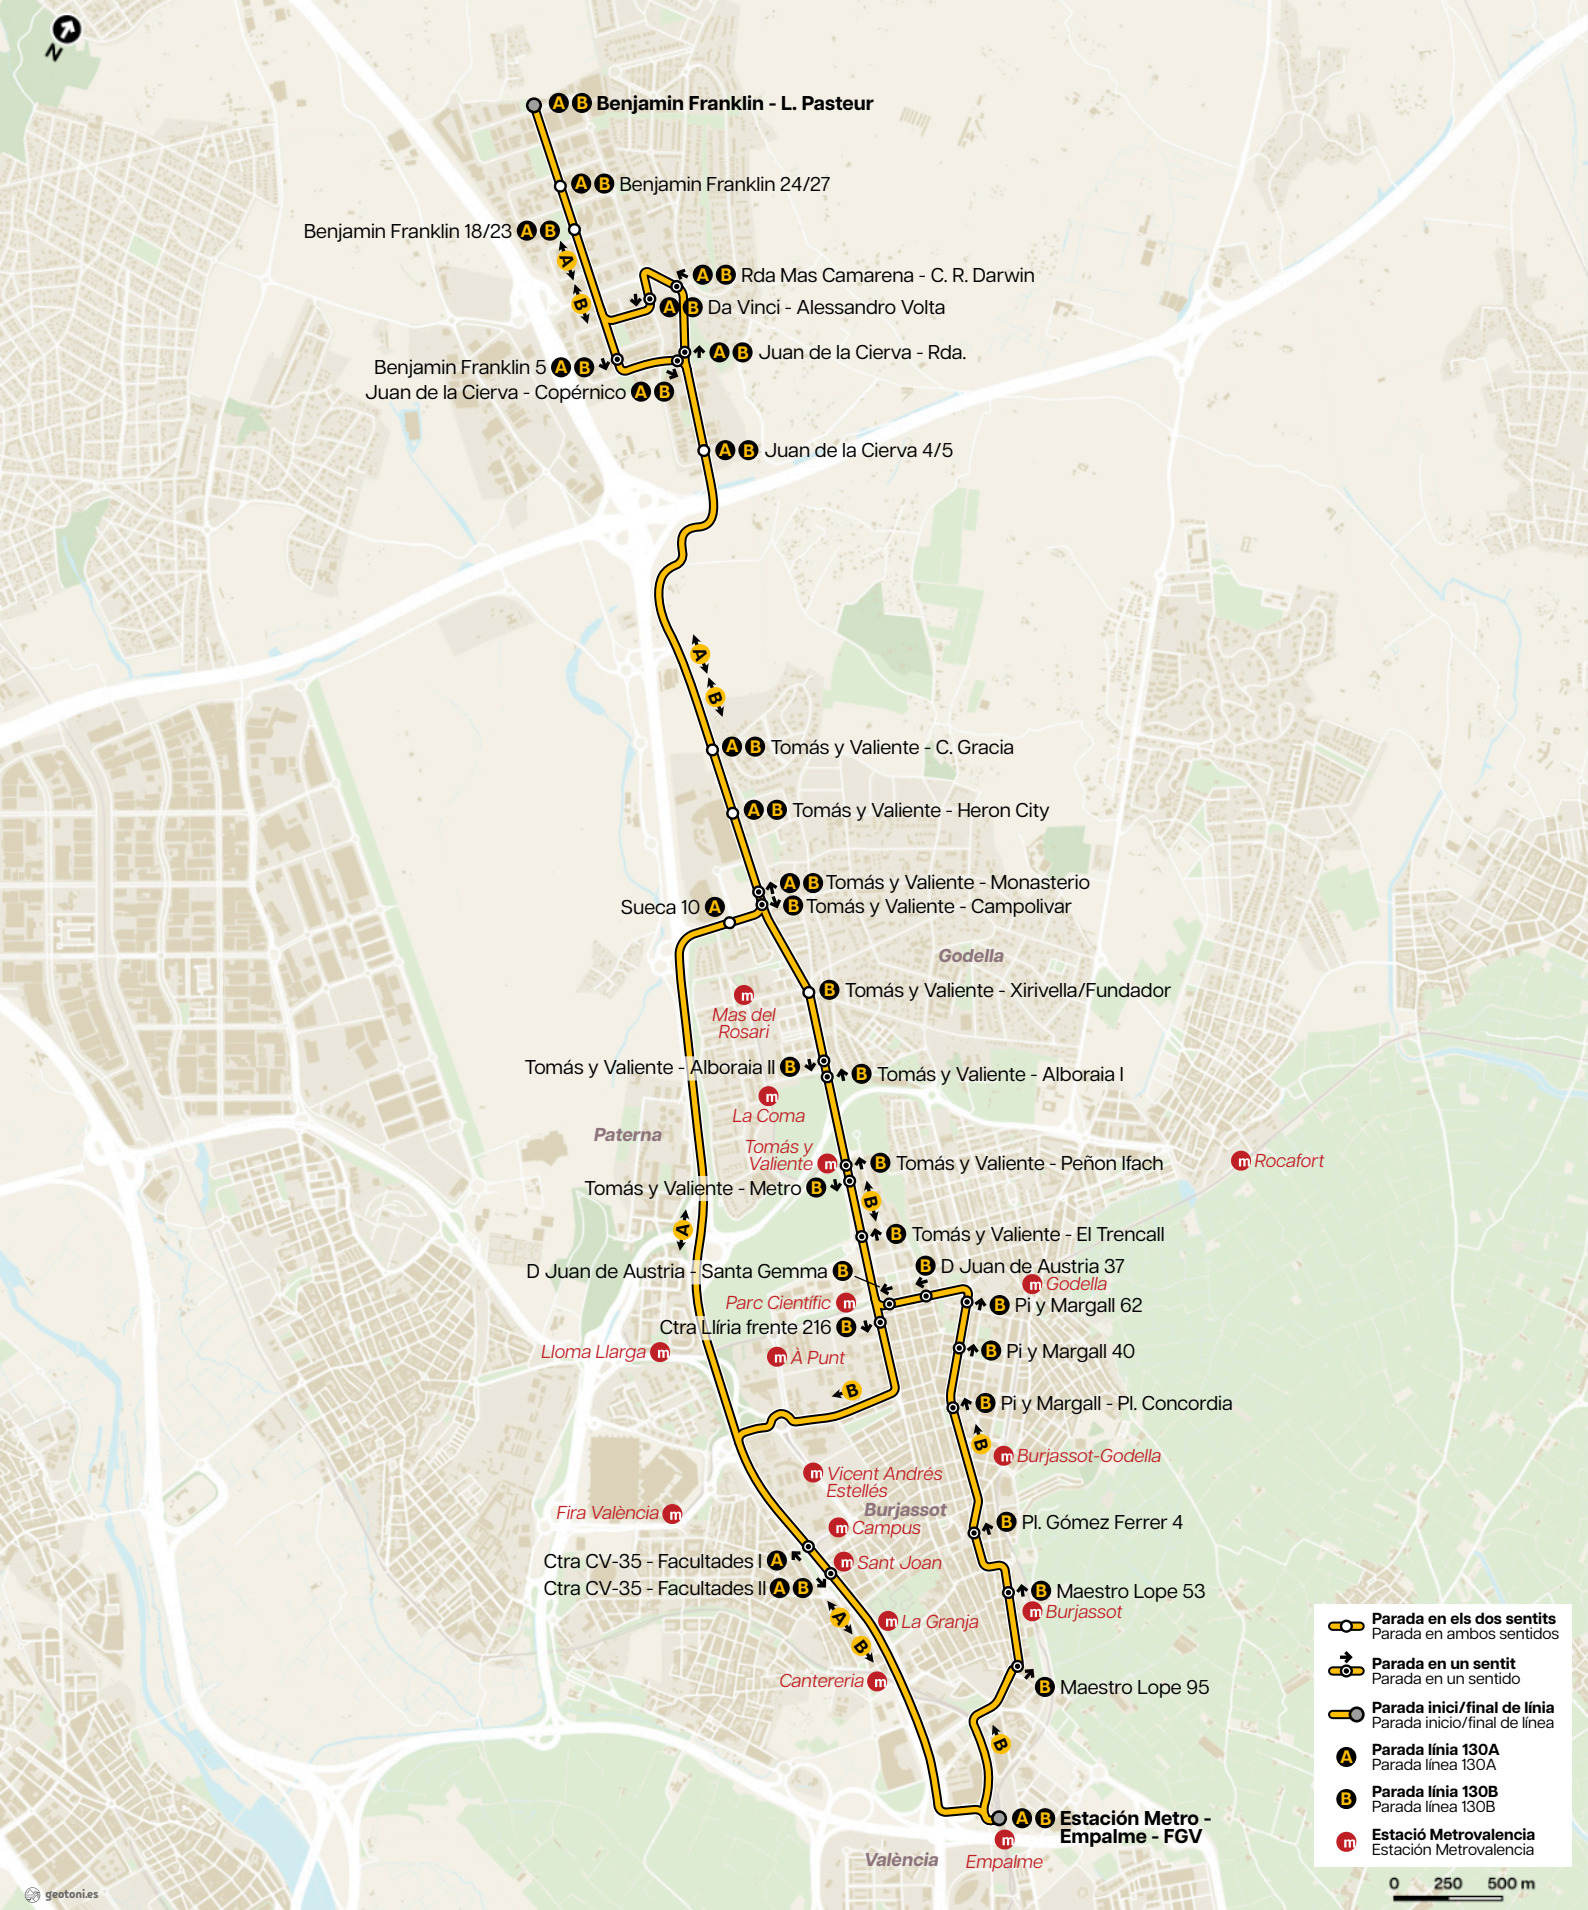 N
A B Benjamin Franklin - L. Pasteur
A B Benjamin Franklin 24/27
Benjamin Franklin 18/23 A B
A
B
A B Rda Mas Camarena - C. R. Darwin
A B Da Vinci - Alessandro Volta
A B Juan de la Cierva - Rda.
Benjamin Franklin 5 A B
Juan de la Cierva - Copérnico A B
A B Juan de la Cierva 4/5
A
B
A B Tomás y Valiente - C. Gracia
A B Tomás y Valiente - Heron City
A B Tomás y Valiente - Monasterio
Sueca 10 A
B Tomás y Valiente - Campolivar
Godella
B Tomás y Valiente - Xirivella/Fundador
m
Mas del
Rosari
Tomás y Valiente - Alboraia II B
B Tomás y Valiente - Alboraia I
m
La Coma
Paterna
Tomás y
Valiente m
B Tomás y Valiente - Peñon Ifach
m Rocafort
Tomás y Valiente - Metro B
B
A
B Tomás y Valiente - El Trencall
D Juan de Austria - Santa Gemma B
B D Juan de Austria 37
m Godella
Parc Científic m
B Pi y Margall 62
Ctra Llíria frente 216 B
Lloma Llarga m
m À Punt
B Pi y Margall 40
B
B Pi y Margall - Pl. Concordia
B
m Burjassot-Godella
m Vicent Andrés
Estellés
Burjassot
Fira València m
m Campus
B Pl. Gómez Ferrer 4
Ctra CV-35 - Facultades I A
m Sant Joan
Ctra CV-35 - Facultades II A B
B Maestro Lope 53
m Burjassot
A
B
m La Granja
Cantereria m
B Maestro Lope 95
B
A B Estación Metro -
Empalme - FGV
m
Empalme
València
Parada en els dos sentits
Parada en ambos sentidos
Parada en un sentit
Parada en un sentido
Parada inici/final de línia
Parada inicio/final de línea
A Parada línia 130A
Parada línea 130A
B Parada línia 130B
Parada línea 130B
m Estació Metrovalencia
Estación Metrovalencia
0 250 500 m
geotoni.es